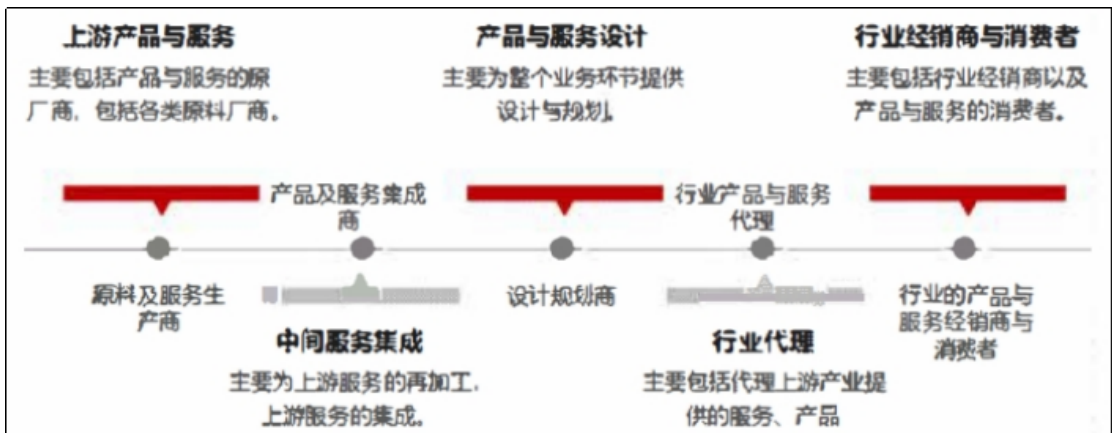 上游产品与服务
主要包括产品与服务的原
厂商，包括各类原料厂商。
产品与服务设计
主要为整个业务环节提供
设计与规划。
行业经销商与消费者
主要包括行业经销商以及
产品与服务的消费者。
产品及服务集成
商
行业产品与服务
代理
原料及服务生
产商
设计规划商
行业的产品与
服务经销商与
消费者
中间服务集成
主要为上游服务的再加工，
上游服务的集成。
行业代理
主要包括代理上游产业提
供的服务、产品